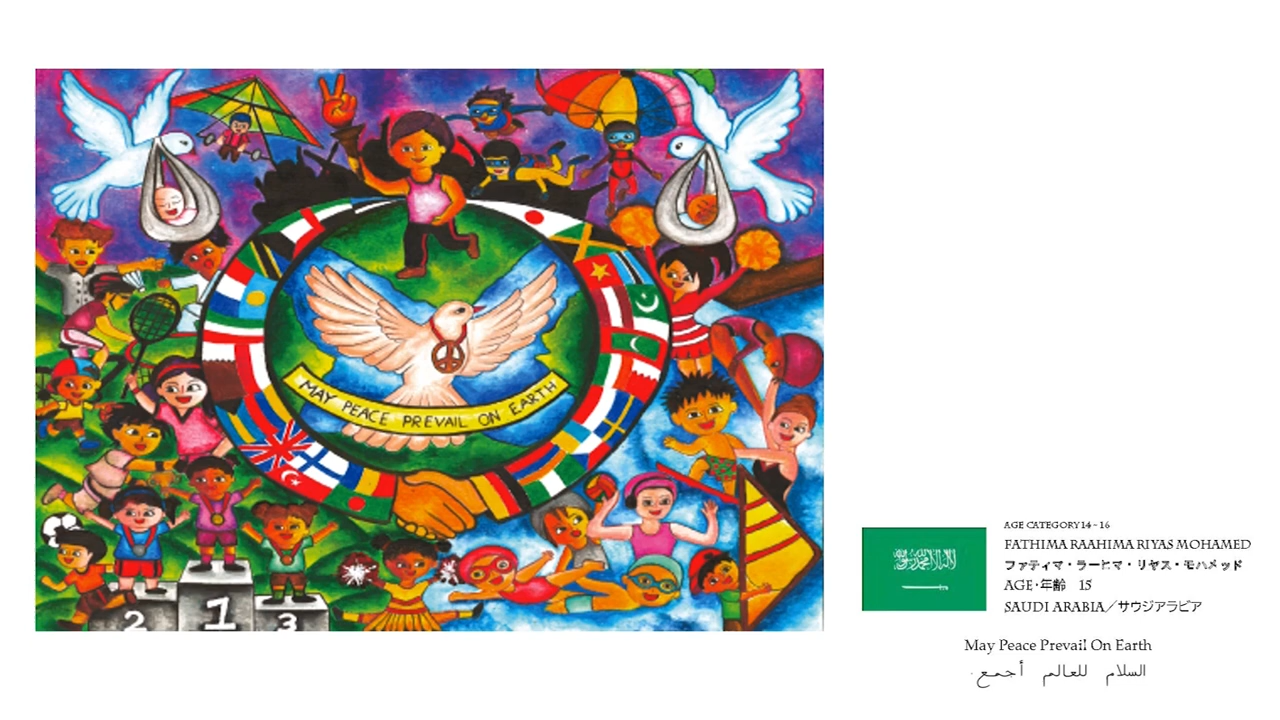 MAY PEACE PREVAIL ON EARTH
2
1
3
AGE CATEGORY 14 - 16
FATHIMA RAAHIMA RIYAS MOHAMED
ファティマ・ラーヒマ・リヤス・モハメッド
AGE・年齢 15
SAUDI ARABIA／サウジアラビア
May Peace Prevail On Earth
السلام للعالم أجمع.